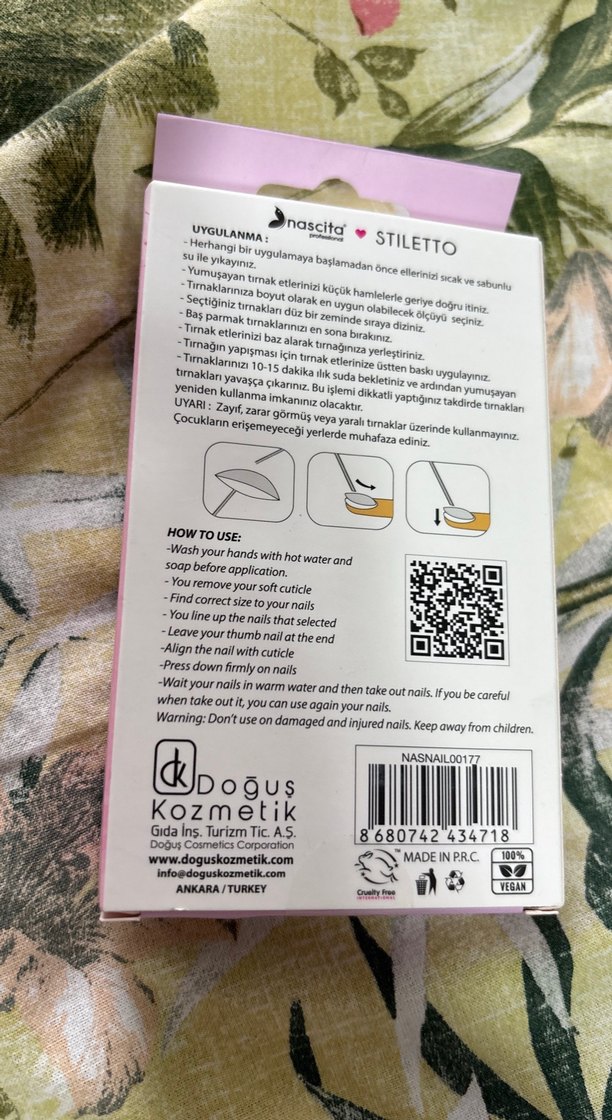 nascita professional ♥ STILETTO
UYGULANMA :
- Herhangi bir uygulamaya başlamadan önce ellerinizi sıcak ve sabunlu
su ile yıkayınız.
- Yumuşayan tırnak etlerinizi küçük hamlelerle geriye doğru itiniz.
- Tırnaklarınıza boyut olarak en uygun olabilecek ölçüyü seçiniz.
- Seçtiğiniz tırnakları düz bir zeminde sıraya diziniz.
- Baş parmak tırnaklarınızı en sona bırakınız.
- Tırnak etlerinizi baz alarak tırnağınıza yerleştiriniz.
- Tırnağın yapışması için tırnak etlerinize üstten baskı uygulayınız.
- Tırnaklarınızı 10-15 dakika ılık suda bekletiniz ve ardından yumuşayan
tırnakları yavaşça çıkarınız. Bu işlemi dikkatli yaptığınız takdirde tırnakları
yeniden kullanma imkanınız olacaktır.
UYARI : Zayıf, zarar görmüş veya yaralı tırnaklar üzerinde kullanmayınız.
Çocukların erişemeyeceği yerlerde muhafaza ediniz.
HOW TO USE:
-Wash your hands with hot water and
soap before application.
- You remove your soft cuticle
- Find correct size to your nails
- You line up the nails that selected
- Leave your thumb nail at the end
-Align the nail with cuticle
-Press down firmly on nails
-Wait your nails in warm water and then take out nails. If you be careful
when take out it, you can use again your nails.
Warning: Don't use on damaged and injured nails. Keep away from children.
dk Doğuş
Kozmetik
Gıda İnş. Turizm Tic. A.Ş.
Doğuş Cosmetics Corporation
www.doguskozmetik.com
info@doguskozmetik.com
ANKARA / TURKEY
NASNAIL00177
8 680742 434718
MADE IN P.R.C.
Cruelty Free
INTERNATIONAL
100%
VEGAN